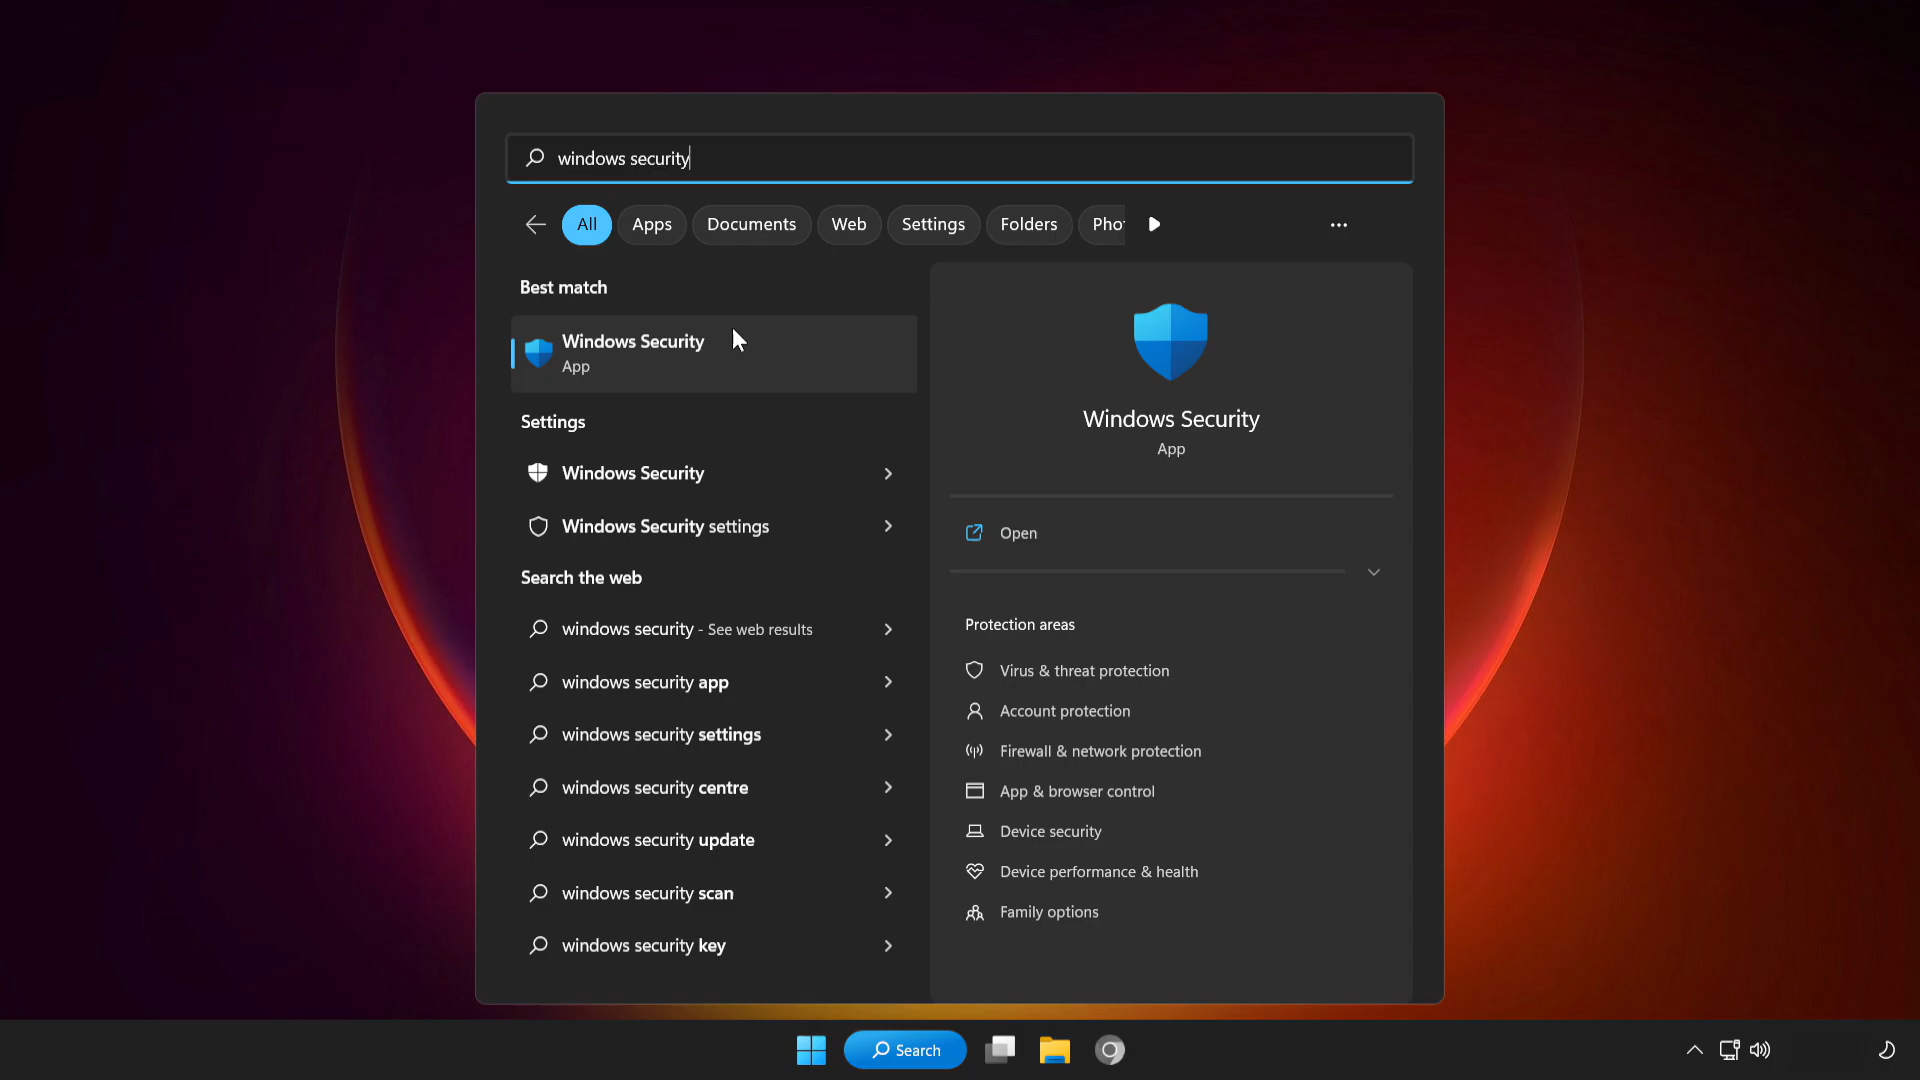 windows security
All Apps Documents Web Settings Folders Pho
Best match
Windows Security
App
Settings
Windows Security
Windows Security settings
Search the web
windows security - See web results
windows security app
windows security settings
windows security centre
windows security update
windows security scan
windows security key
Windows Security
App
Open
Protection areas
Virus & threat protection
Account protection
Firewall & network protection
App & browser control
Device security
Device performance & health
Family options
Search